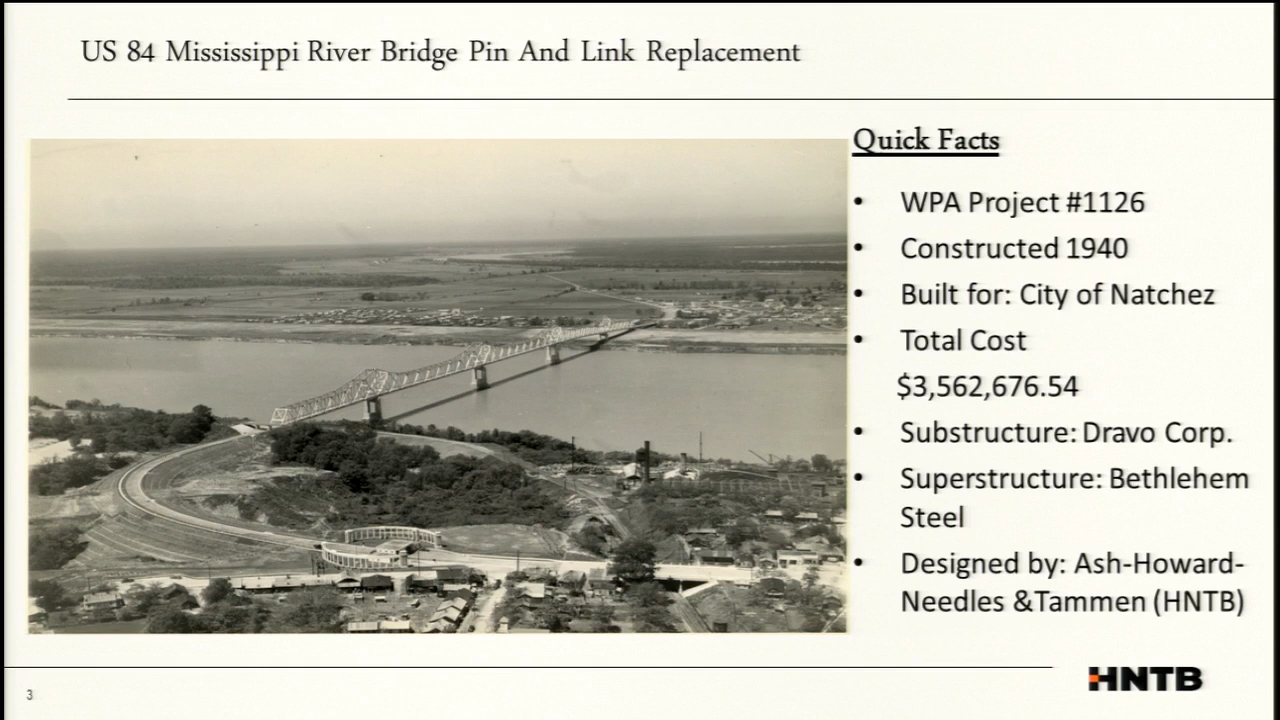 US 84 Mississippi River Bridge Pin And Link Replacement
Quick Facts
• WPA Project #1126
• Constructed 1940
• Built for: City of Natchez
• Total Cost
$3,562,676.54
• Substructure: Dravo Corp.
• Superstructure: Bethlehem
Steel
• Designed by: Ash-Howard-
Needles &Tammen (HNTB)
3
HNTB